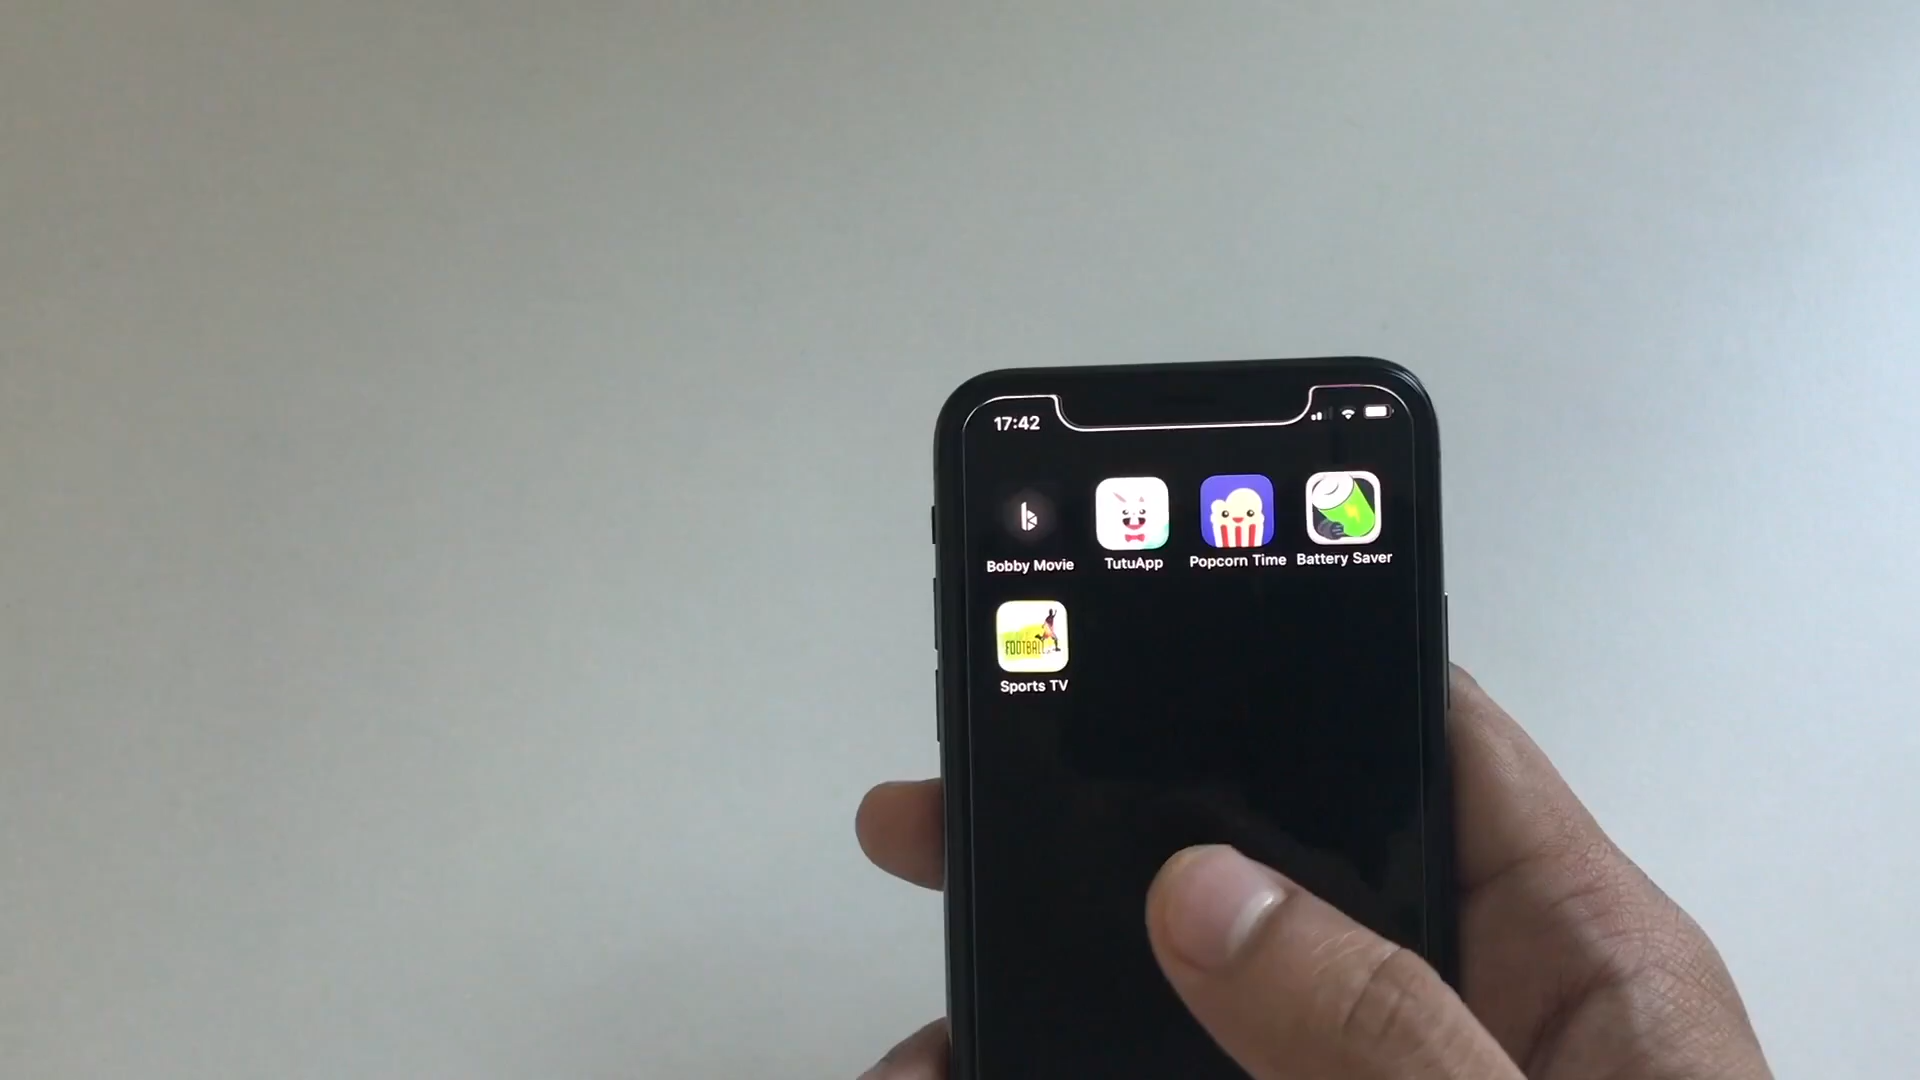 17:42
Bobby Movie
TutuApp
Popcorn Time
Battery Saver
FOOTBALL
Sports TV